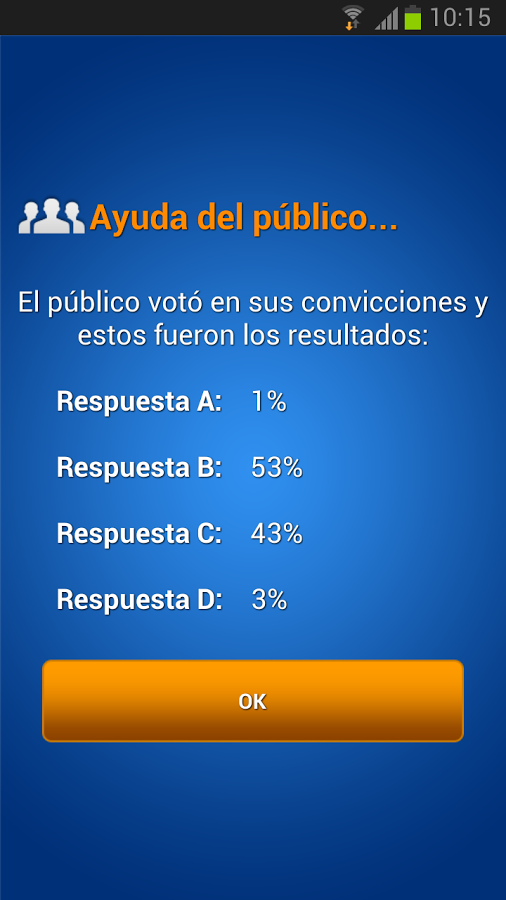 10:15
Ayuda del público...
El público votó en sus convicciones y
estos fueron los resultados:
Respuesta A: 1%
Respuesta B: 53%
Respuesta C: 43%
Respuesta D: 3%
OK